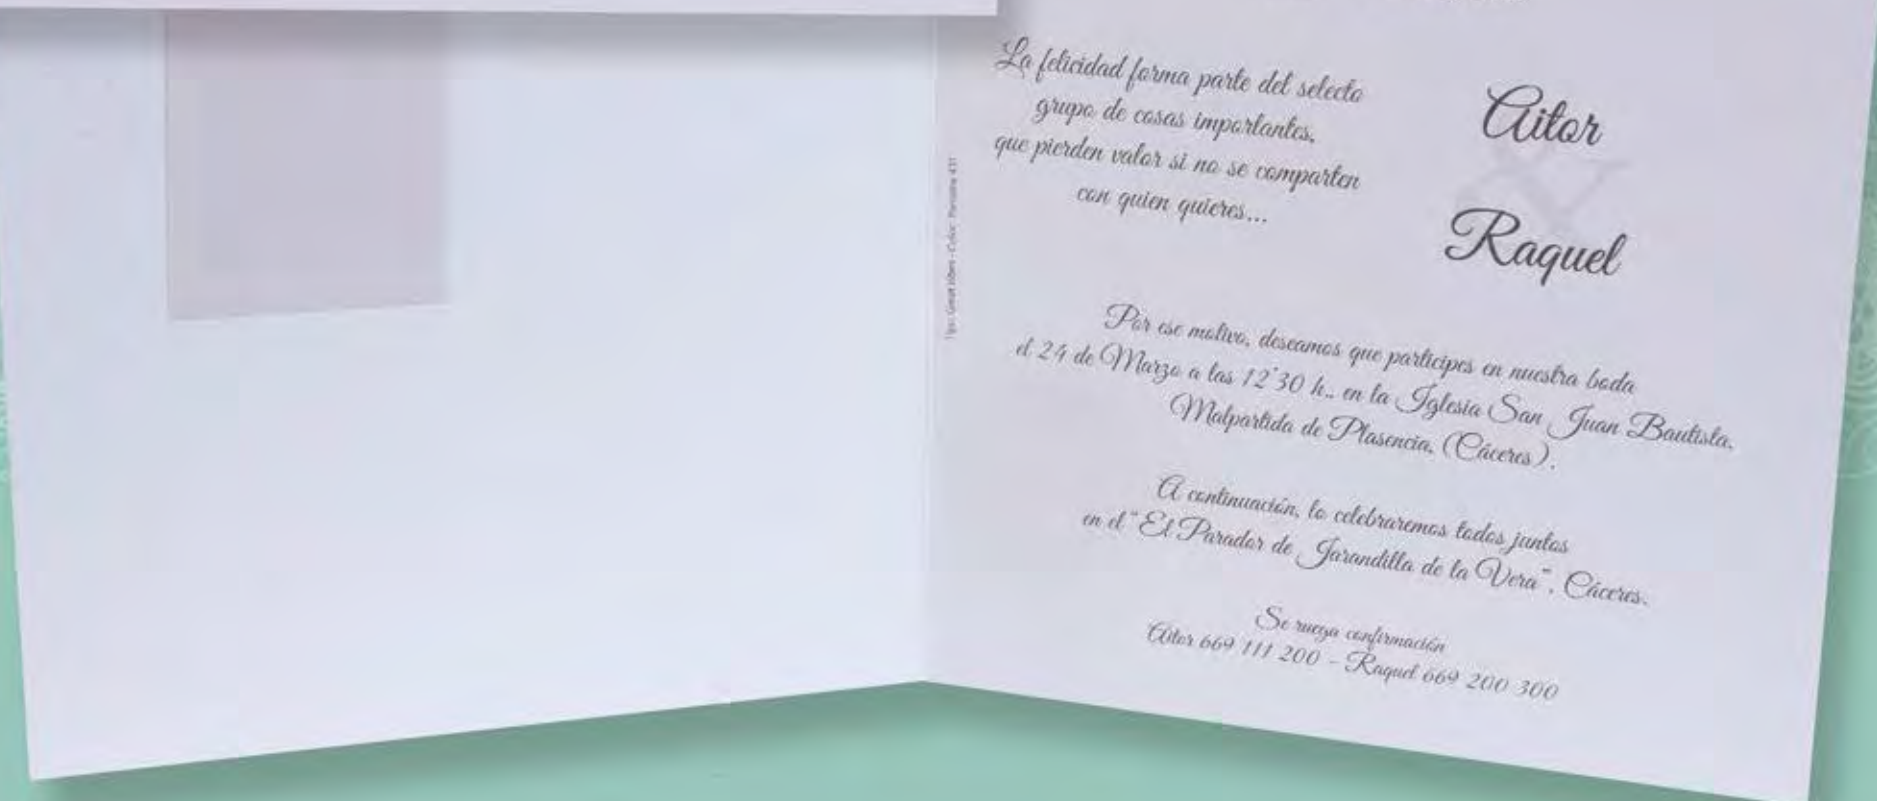 La felicidad forma parte del selecto
grupo de cosas importantes,
que pierden valor si no se comparten
con quien quieres...
Aitor
&
Raquel
Por ese motivo, deseamos que participes en nuestra boda
el 24 de Marzo a las 12'30 h., en la Iglesia San Juan Bautista,
Malpartida de Plasencia, (Cáceres).
A continuación, lo celebraremos todos juntos
en el "El Parador de Jarandilla de la Vera", Cáceres.
Se ruega confirmación
Aitor 669 111 200 - Raquel 669 200 300
Color: Pantone 431